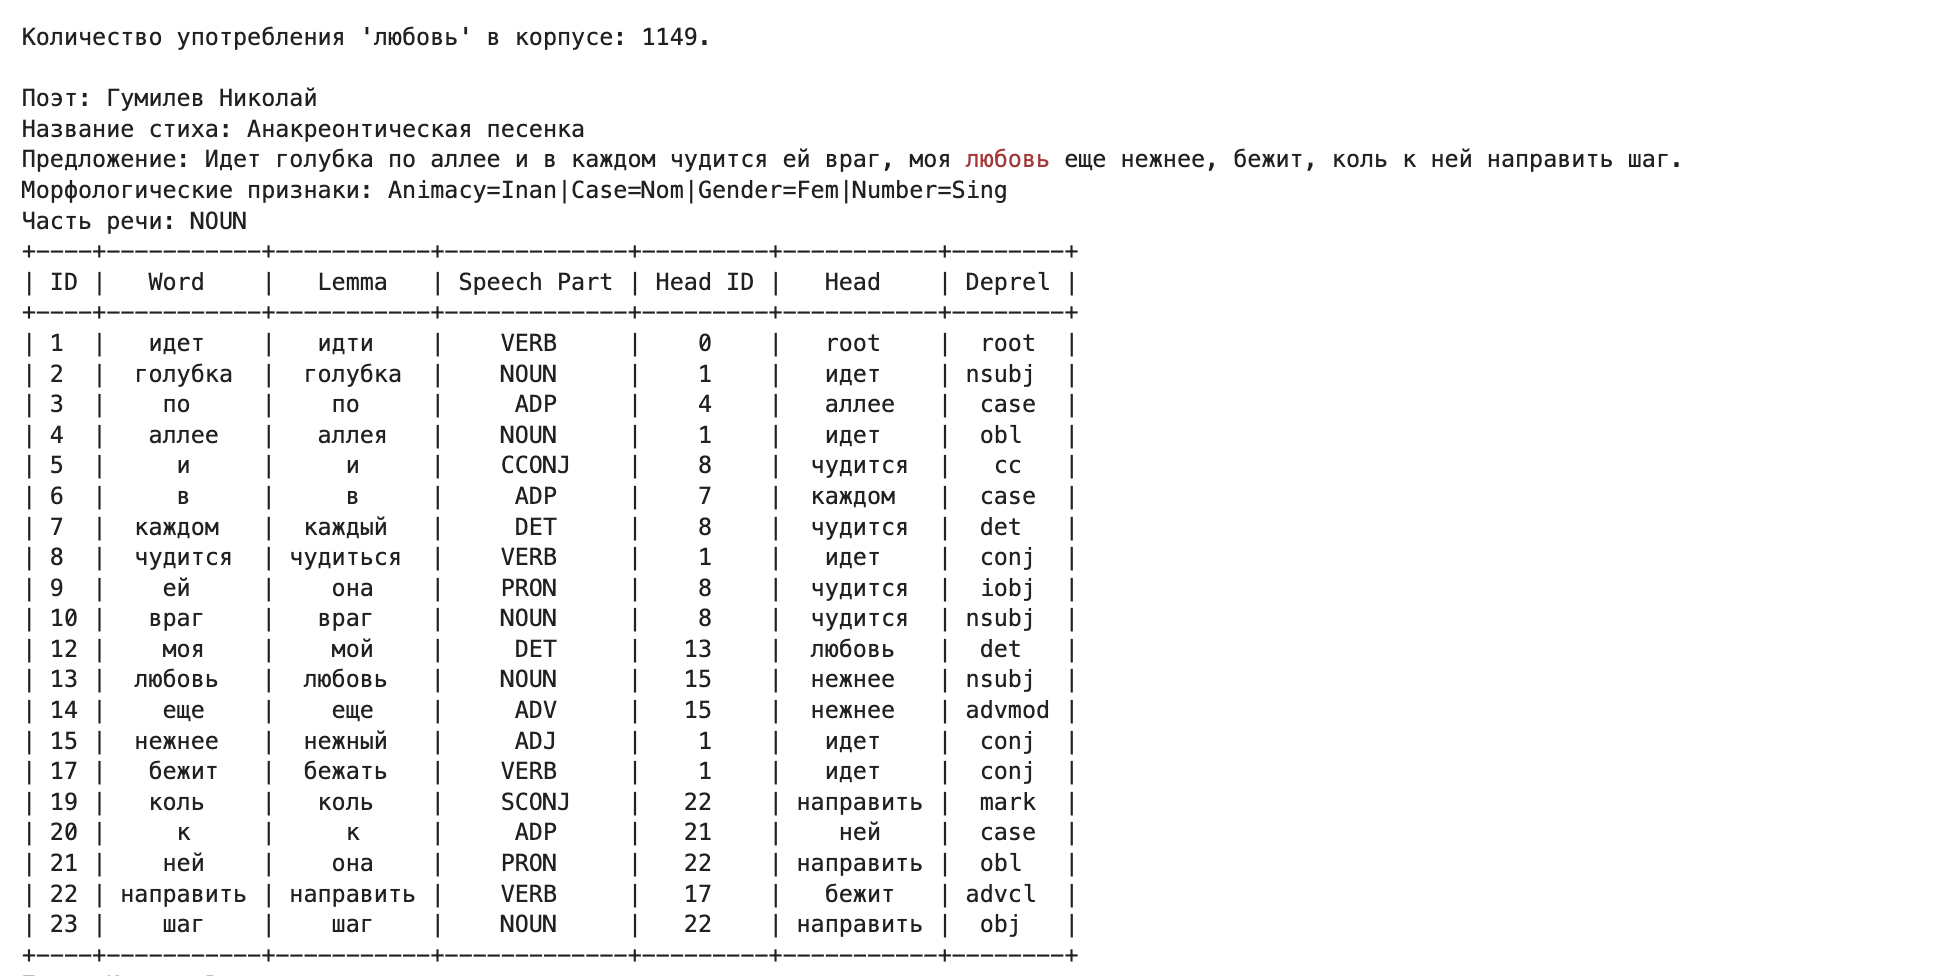 Количество употребления 'любовь' в корпусе: 1149.
Поэт: Гумилев Николай
Название стиха: Анакреонтическая песенка
Предложение: Идет голубка по аллее и в каждом чудится ей враг, моя любовь еще нежнее, бежит, коль к ней направить шаг.
Морфологические признаки: Animacy=Inan|Case=Nom|Gender=Fem|Number=Sing
Часть речи: NOUN
+----+-----------+-----------+-------------+---------+-----------+--------+
| ID | Word | Lemma | Speech Part | Head ID | Head | Deprel |
+----+-----------+-----------+-------------+---------+-----------+--------+
| 1 | идет | идти | VERB | 0 | root | root |
| 2 | голубка | голубка | NOUN | 1 | идет | nsubj |
| 3 | по | по | ADP | 4 | аллее | case |
| 4 | аллее | аллея | NOUN | 1 | идет | obl |
| 5 | и | и | CCONJ | 8 | чудится | cc |
| 6 | в | в | ADP | 7 | каждом | case |
| 7 | каждом | каждый | DET | 8 | чудится | det |
| 8 | чудится | чудиться | VERB | 1 | идет | conj |
| 9 | ей | она | PRON | 8 | чудится | iobj |
| 10 | враг | враг | NOUN | 8 | чудится | nsubj |
| 12 | моя | мой | DET | 13 | любовь | det |
| 13 | любовь | любовь | NOUN | 15 | нежнее | nsubj |
| 14 | еще | еще | ADV | 15 | нежнее | advmod |
| 15 | нежнее | нежный | ADJ | 1 | идет | conj |
| 17 | бежит | бежать | VERB | 1 | идет | conj |
| 19 | коль | коль | SCONJ | 22 | направить | mark |
| 20 | к | к | ADP | 21 | ней | case |
| 21 | ней | она | PRON | 22 | направить | obl |
| 22 | направить | направить | VERB | 17 | бежит | advcl |
| 23 | шаг | шаг | NOUN | 22 | направить | obj |
+----+-----------+-----------+-------------+---------+-----------+--------+